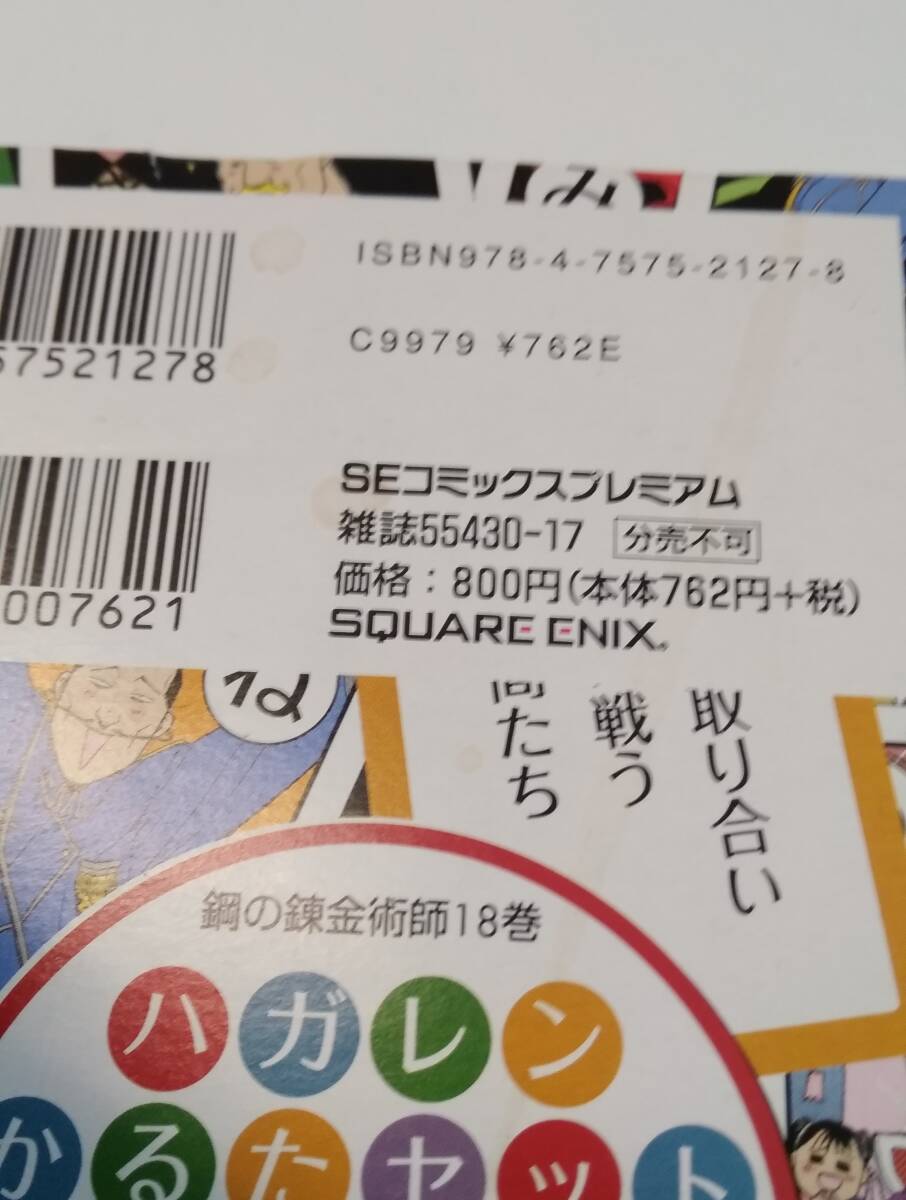 み
ISBN978-4-7575-2127-8
C9979 ¥762E
57521278
SEコミックスプレミアム
雑誌55430-17 分売不可
価格：800円(本体762円+税)
007621
SQUARE ENIX.
な
取り合い
戦う
たち
鋼の錬金術師18巻
ハガレン
かるたセット